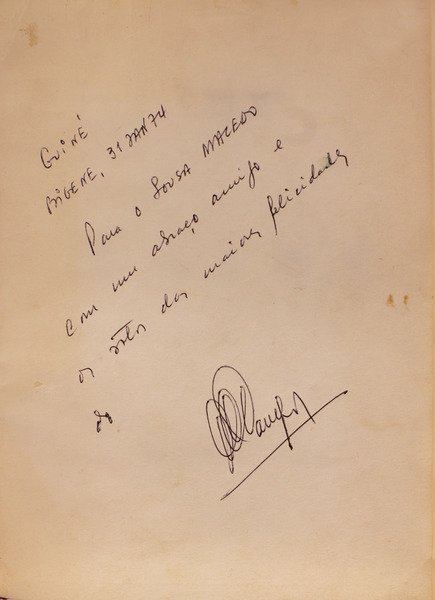 GUINÉ
BIGENE, 31 JAN 74
Para o SOUSA MACEDO
com um abraço amigo e
os votos das maiores felicidades
do